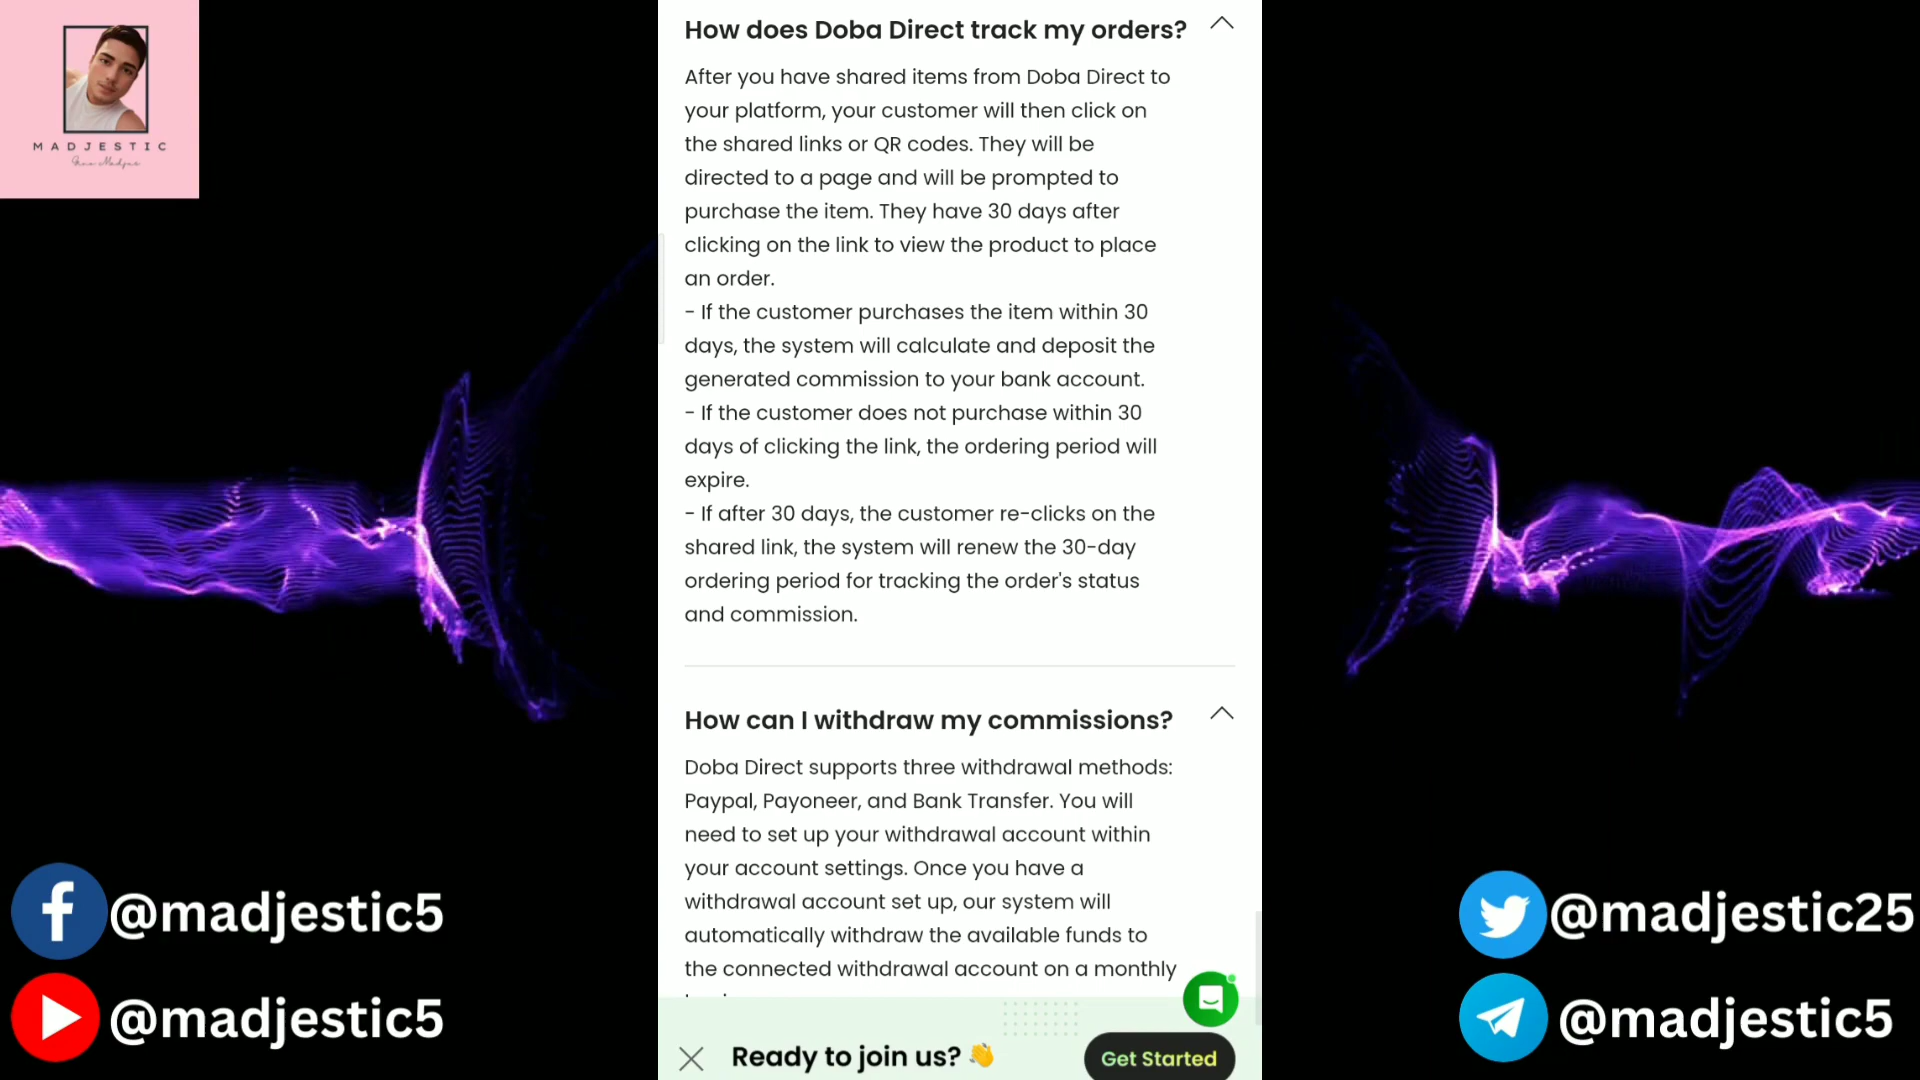 MADJESTIC
How does Doba Direct track my orders?
After you have shared items from Doba Direct to
your platform, your customer will then click on
the shared links or QR codes. They will be
directed to a page and will be prompted to
purchase the item. They have 30 days after
clicking on the link to view the product to place
an order.
- If the customer purchases the item within 30
days, the system will calculate and deposit the
generated commission to your bank account.
- If the customer does not purchase within 30
days of clicking the link, the ordering period will
expire.
- If after 30 days, the customer re-clicks on the
shared link, the system will renew the 30-day
ordering period for tracking the order's status
and commission.
How can I withdraw my commissions?
Doba Direct supports three withdrawal methods:
Paypal, Payoneer, and Bank Transfer. You will
need to set up your withdrawal account within
your account settings. Once you have a
withdrawal account set up, our system will
automatically withdraw the available funds to
the connected withdrawal account on a monthly
Ready to join us? 👋
Get Started
@madjestic5
@madjestic5
@madjestic25
@madjestic5